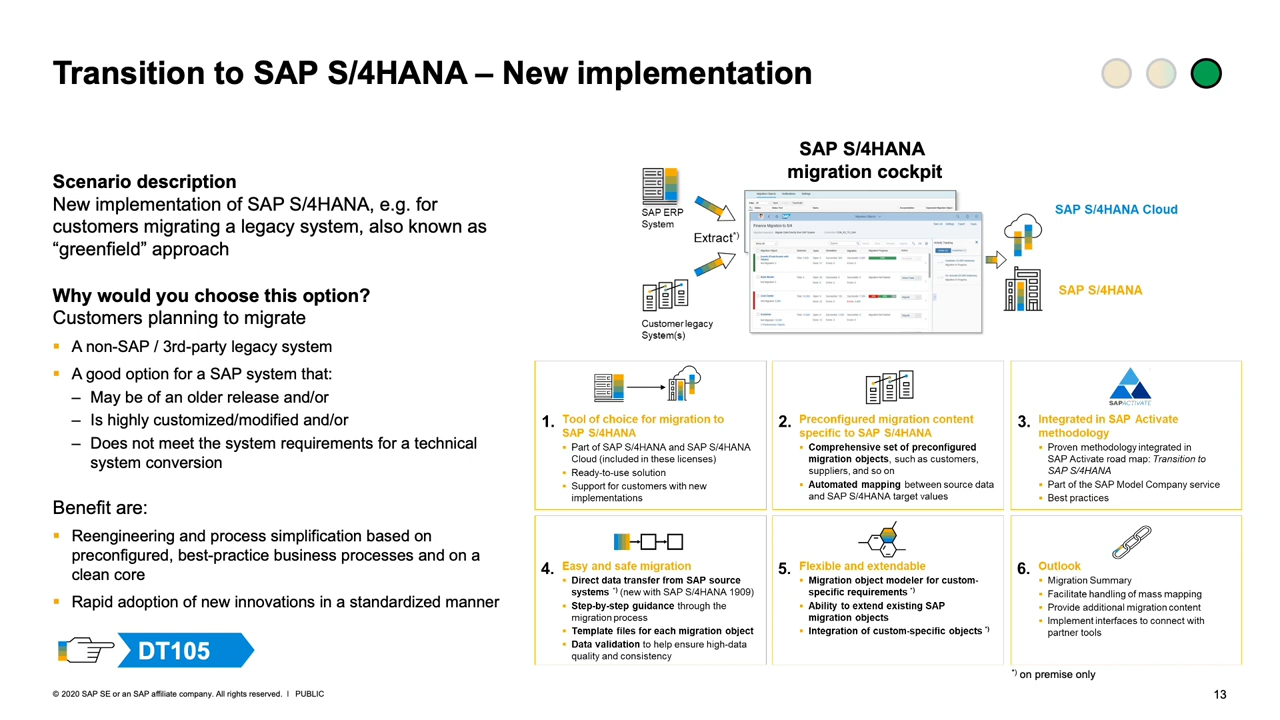 Transition to SAP S/4HANA – New implementation
Scenario description
New implementation of SAP S/4HANA, e.g. for
customers migrating a legacy system, also known as
“greenfield” approach
Why would you choose this option?
Customers planning to migrate
▪ A non-SAP / 3rd-party legacy system
▪ A good option for a SAP system that:
– May be of an older release and/or
– Is highly customized/modified and/or
– Does not meet the system requirements for a technical
system conversion
Benefit are:
▪ Reengineering and process simplification based on
preconfigured, best-practice business processes and on a
clean core
▪ Rapid adoption of new innovations in a standardized manner
DT105
SAP S/4HANA
migration cockpit
SAP ERP
System
Extract*)
Customer legacy
System(s)
SAP S/4HANA Cloud
SAP S/4HANA
1. Tool of choice for migration to
SAP S/4HANA
▪ Part of SAP S/4HANA and SAP S/4HANA
Cloud (included in these licenses)
▪ Ready-to-use solution
▪ Support for customers with new
implementations
2. Preconfigured migration content
specific to SAP S/4HANA
▪ Comprehensive set of preconfigured
migration objects, such as customers,
suppliers, and so on
▪ Automated mapping between source data
and SAP S/4HANA target values
SAP ACTIVATE
3. Integrated in SAP Activate
methodology
▪ Proven methodology integrated in
SAP Activate road map: Transition to
SAP S/4HANA
▪ Part of the SAP Model Company service
▪ Best practices
4. Easy and safe migration
▪ Direct data transfer from SAP source
systems *) (new with SAP S/4HANA 1909)
▪ Step-by-step guidance through the
migration process
▪ Template files for each migration object
▪ Data validation to help ensure high-data
quality and consistency
5. Flexible and extendable
▪ Migration object modeler for custom-
specific requirements *)
▪ Ability to extend existing SAP
migration objects
▪ Integration of custom-specific objects *)
6. Outlook
▪ Migration Summary
▪ Facilitate handling of mass mapping
▪ Provide additional migration content
▪ Implement interfaces to connect with
partner tools
*) on premise only
© 2020 SAP SE or an SAP affiliate company. All rights reserved. | PUBLIC
13